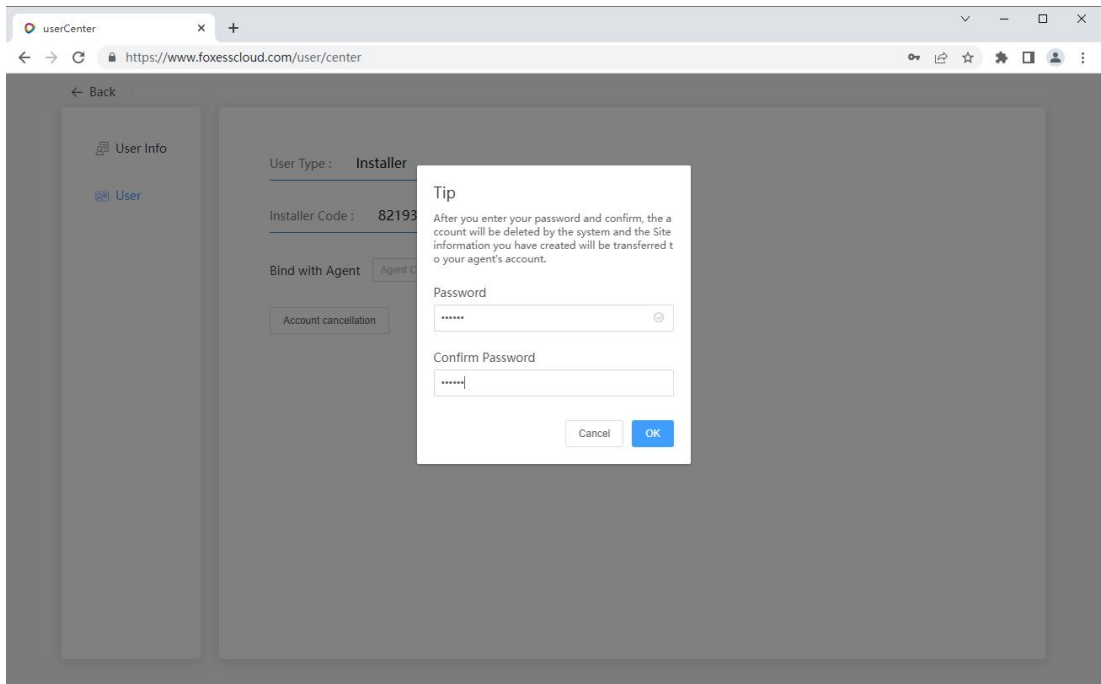 userCenter
https://www.foxesscloud.com/user/center
Back
User Info
User
User Type : Installer
Installer Code : 82193
Bind with Agent Agent C
Account cancellation
Tip
After you enter your password and confirm, the a
ccount will be deleted by the system and the Site
information you have created will be transferred t
o your agent's account.
Password
••••••
Confirm Password
••••••
Cancel OK